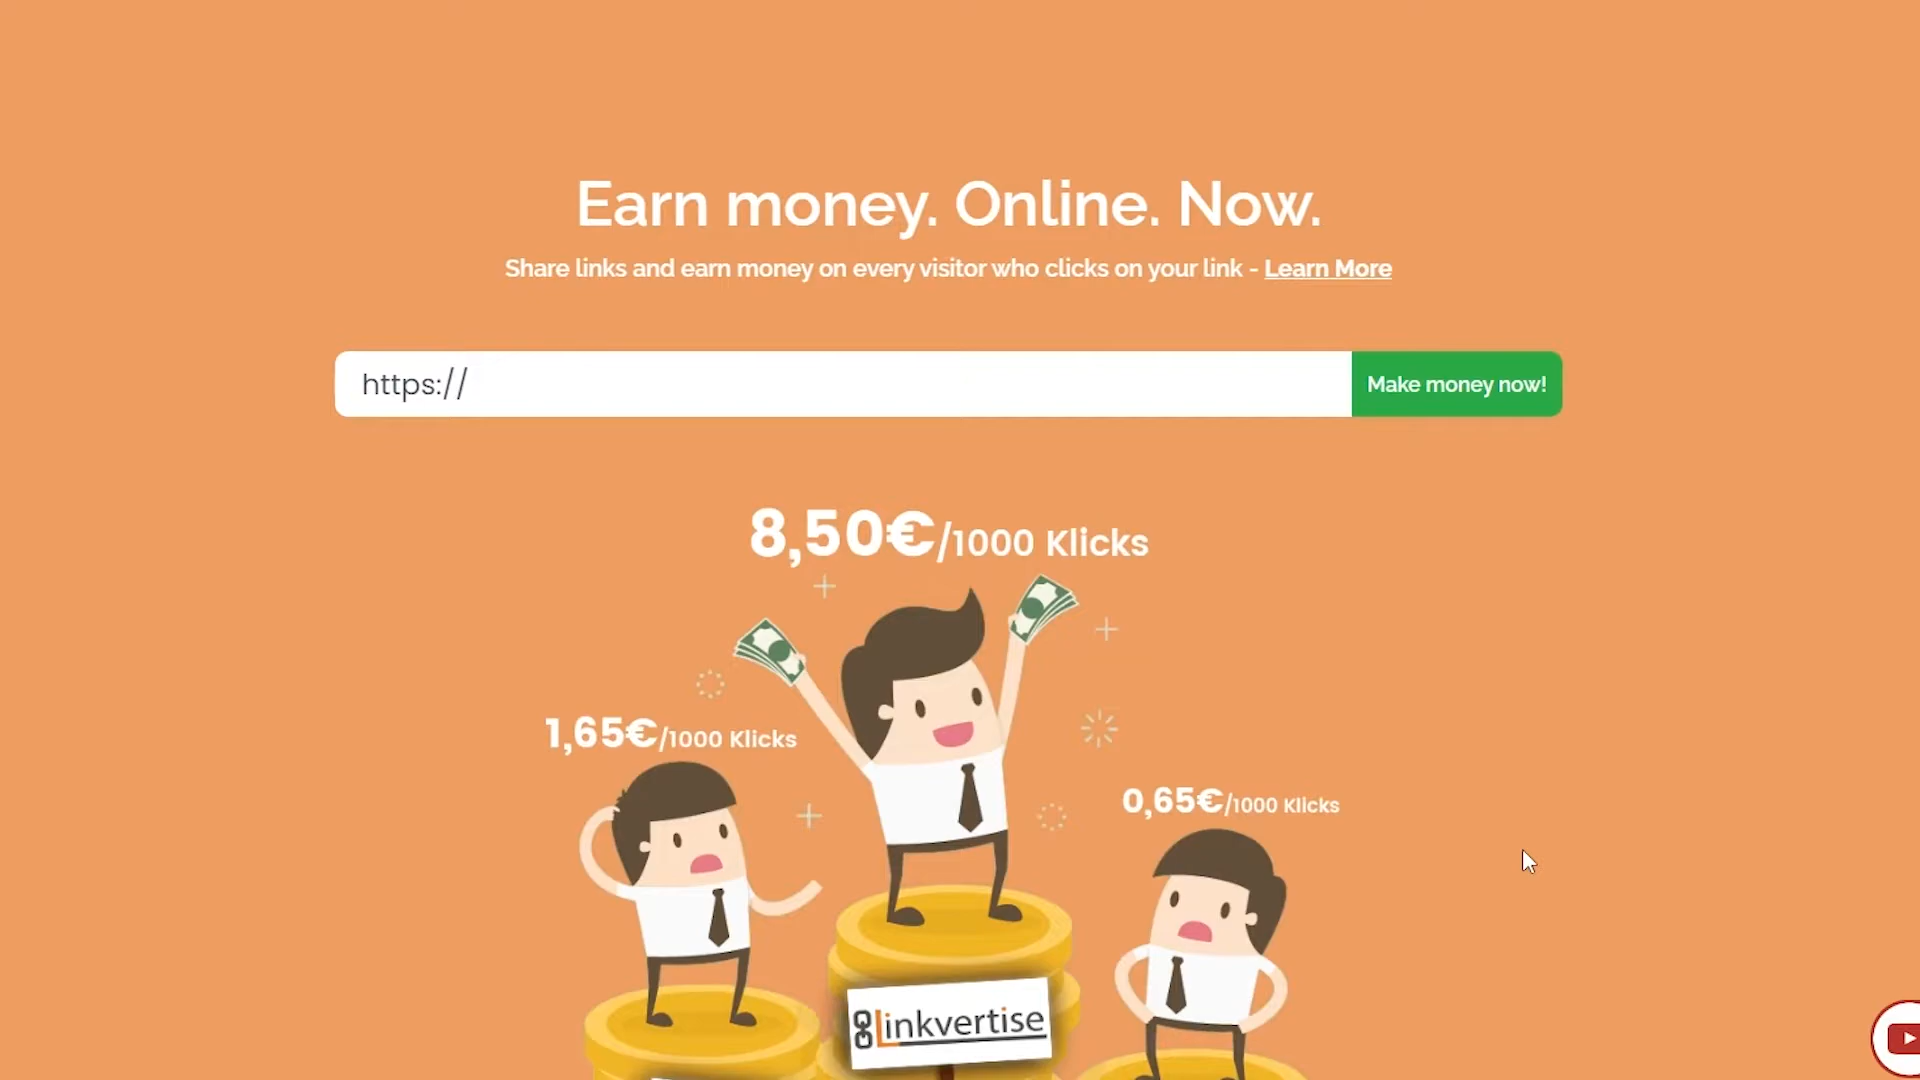 Earn money. Online. Now.
Share links and earn money on every visitor who clicks on your link - Learn More
https://
Make money now!
8,50€/1000 Klicks
1,65€/1000 Klicks
0,65€/1000 Klicks
Linkvertise